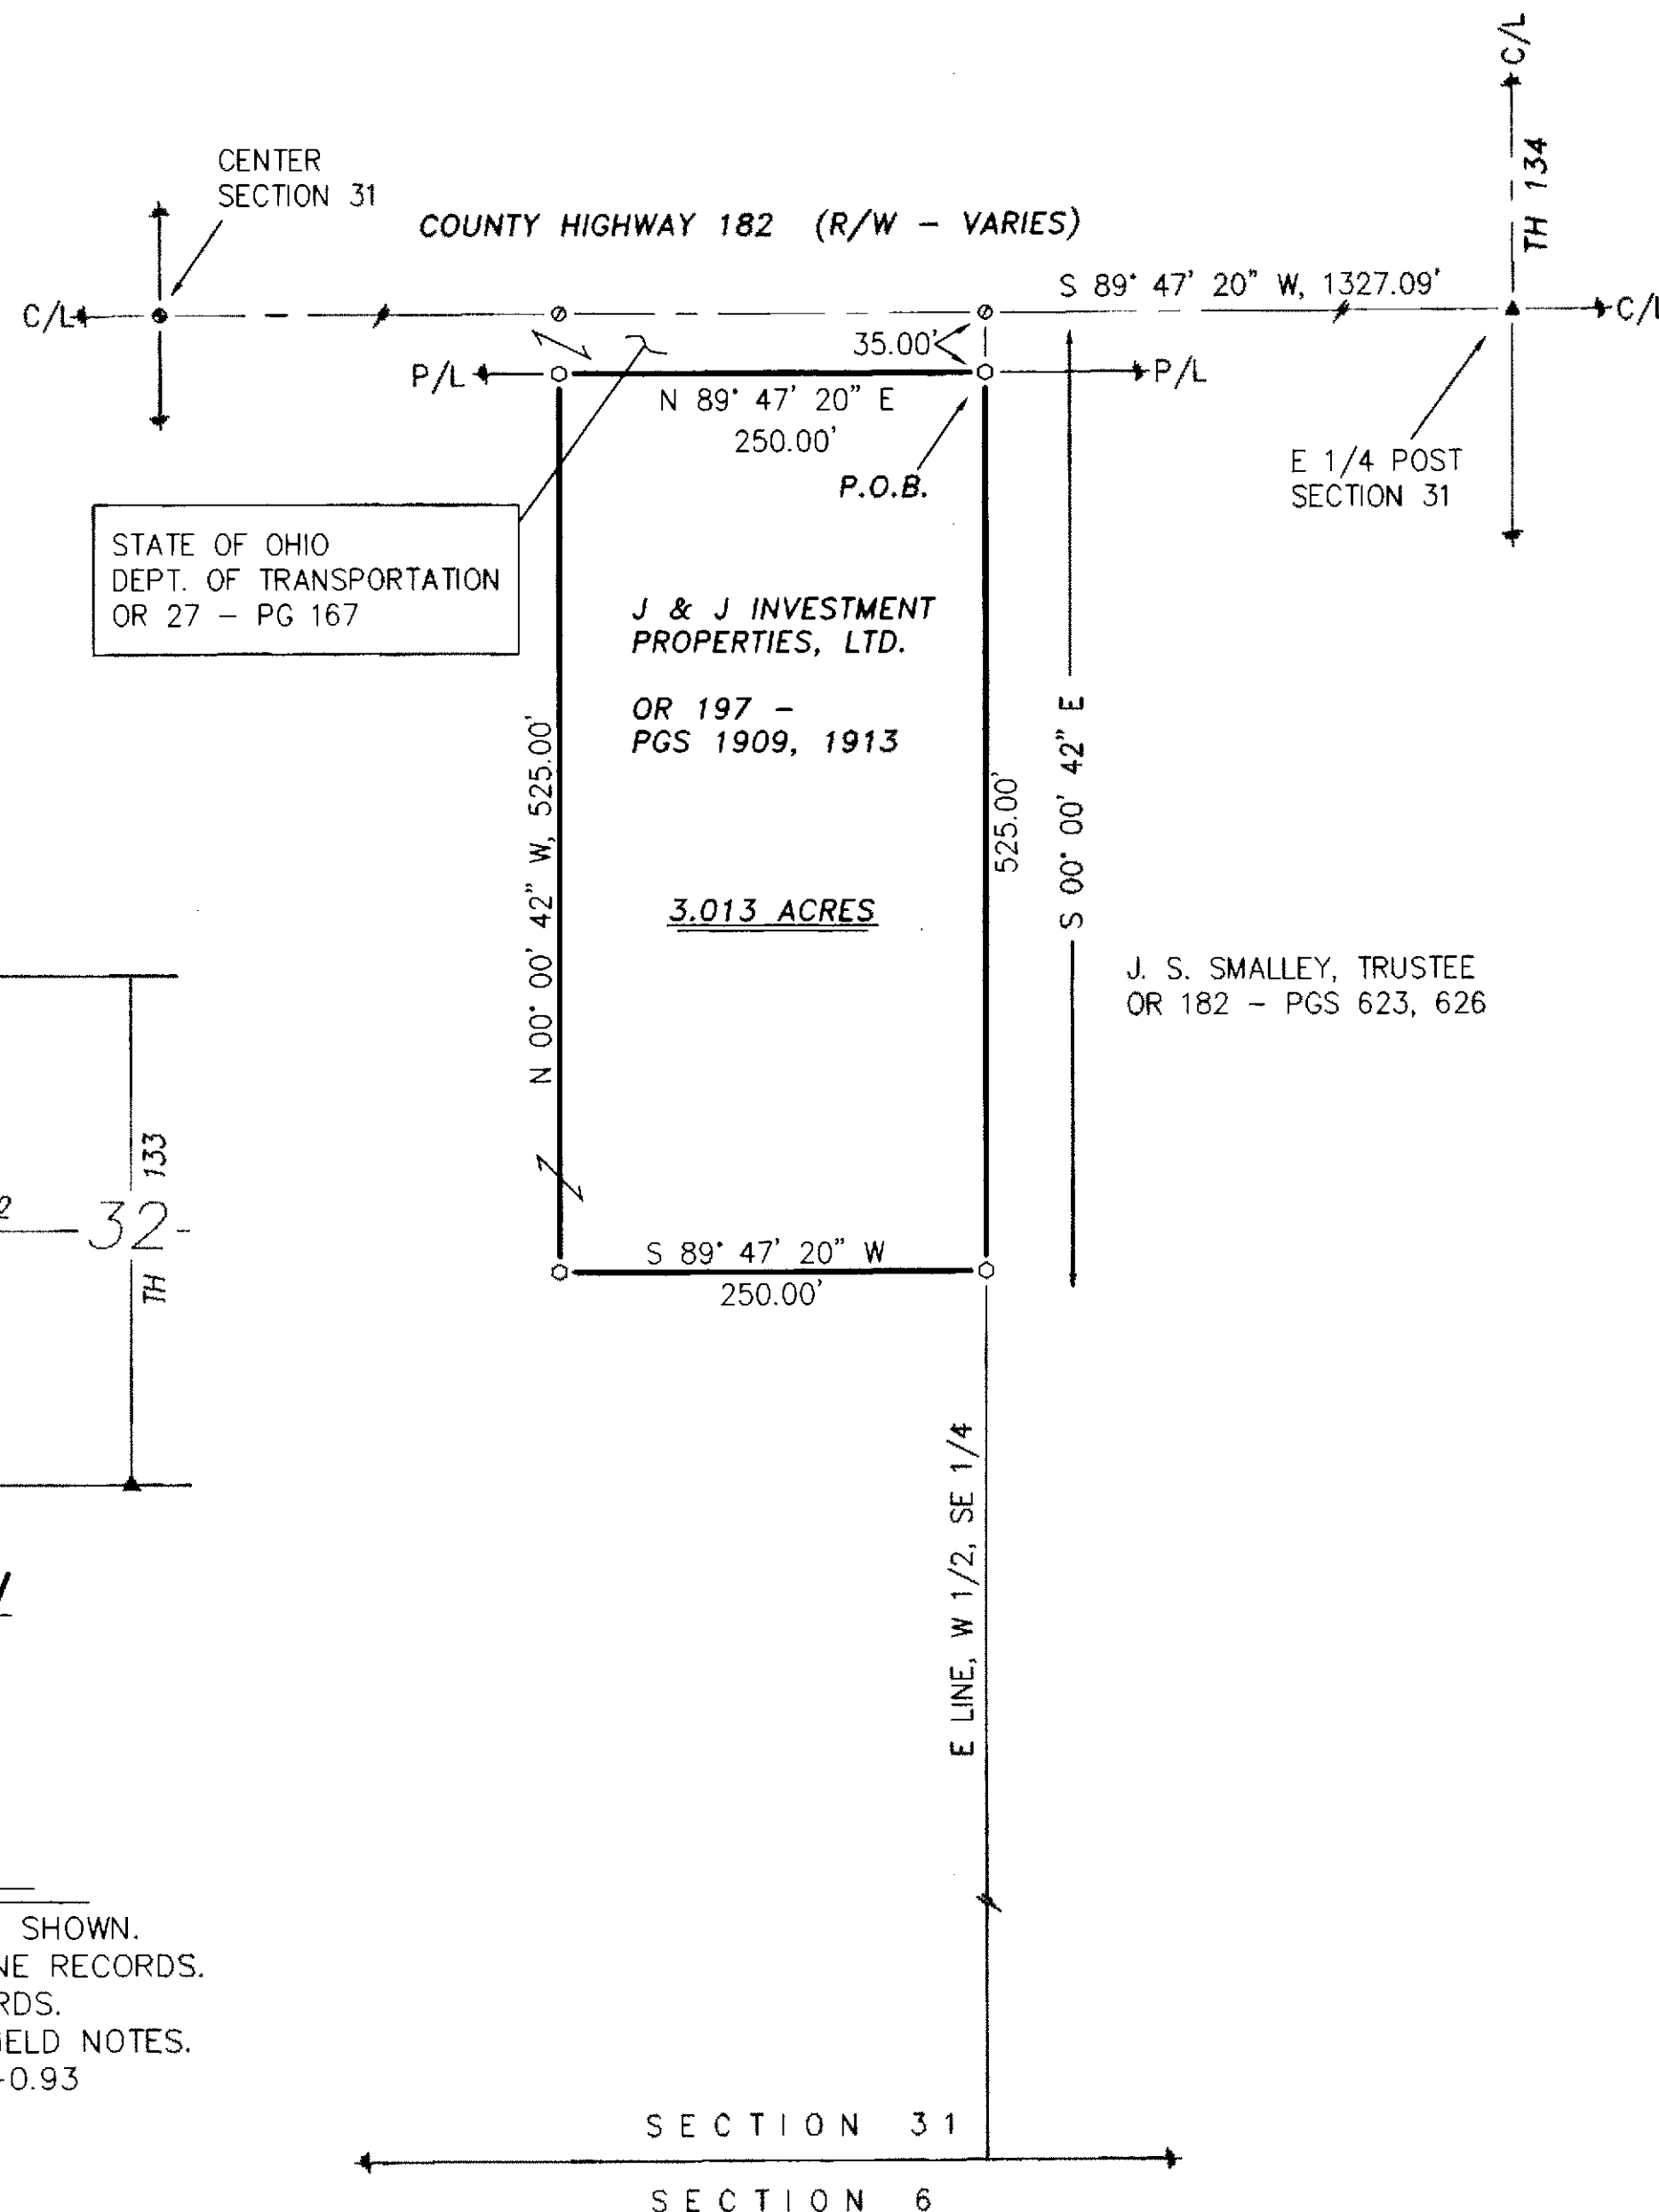 C/L
TH 134
CENTER
SECTION 31
COUNTY HIGHWAY 182 (R/W - VARIES)
S 89° 47' 20" W, 1327.09'
C/L
C/L
35.00'
P/L
P/L
N 89° 47' 20" E
250.00'
P.O.B.
E 1/4 POST
SECTION 31
STATE OF OHIO
DEPT. OF TRANSPORTATION
OR 27 - PG 167
J & J INVESTMENT
PROPERTIES, LTD.
OR 197 -
PGS 1909, 1913
N 00° 00' 42" W, 525.00'
525.00'
S 00° 00' 42" E
3.013 ACRES
J. S. SMALLEY, TRUSTEE
OR 182 - PGS 623, 626
TH 133
2
32
S 89° 47' 20" W
250.00'
E LINE, W 1/2, SE 1/4
SHOWN.
NE RECORDS.
RDS.
IELD NOTES.
-0.93
SECTION 31
SECTION 6